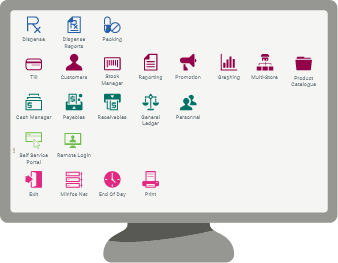 Dispense
Dispense Reports
Packing
Till
Customers
Stock Manager
Reporting
Promotion
Graphing
Multi-Store
Product Catalogue
Cash Manager
Payables
Receivables
General Ledger
Personnel
Self Service Portal
Remote Login
Exit
Minfos Net
End Of Day
Print